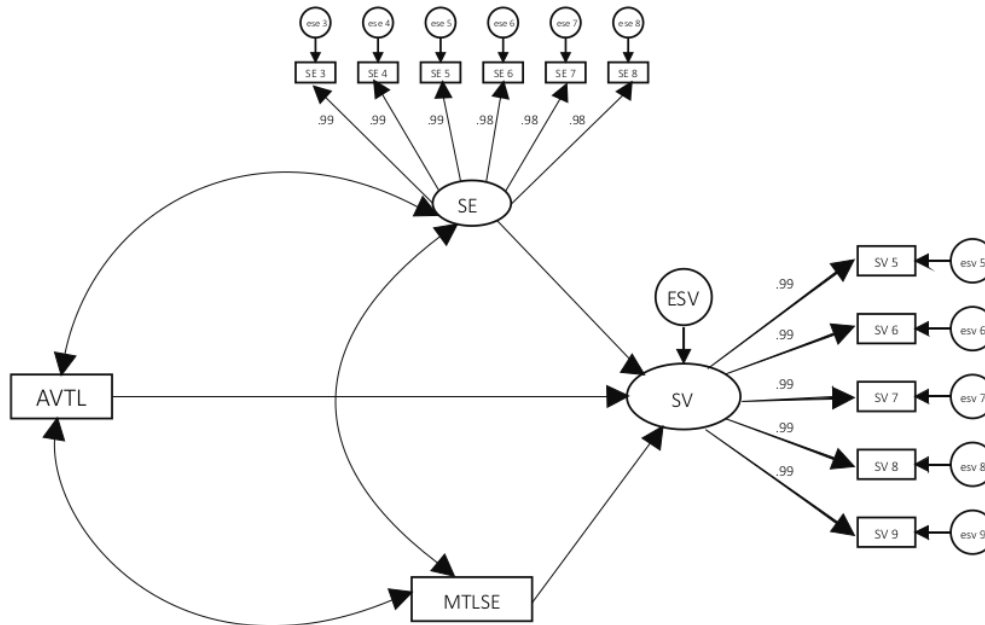 ese 3 ese 4 ese 5 ese 6 ese 7 ese 8
SE 3 SE 4 SE 5 SE 6 SE 7 SE 8
.99 .99 .99 .98 .98 .98
SE
SV 5 esv 5
.99
ESV
SV 6 esv 6
.99
AVTL
SV
.99
SV 7 esv 7
.99
SV 8 esv 8
.99
SV 9 esv 9
MTLSE